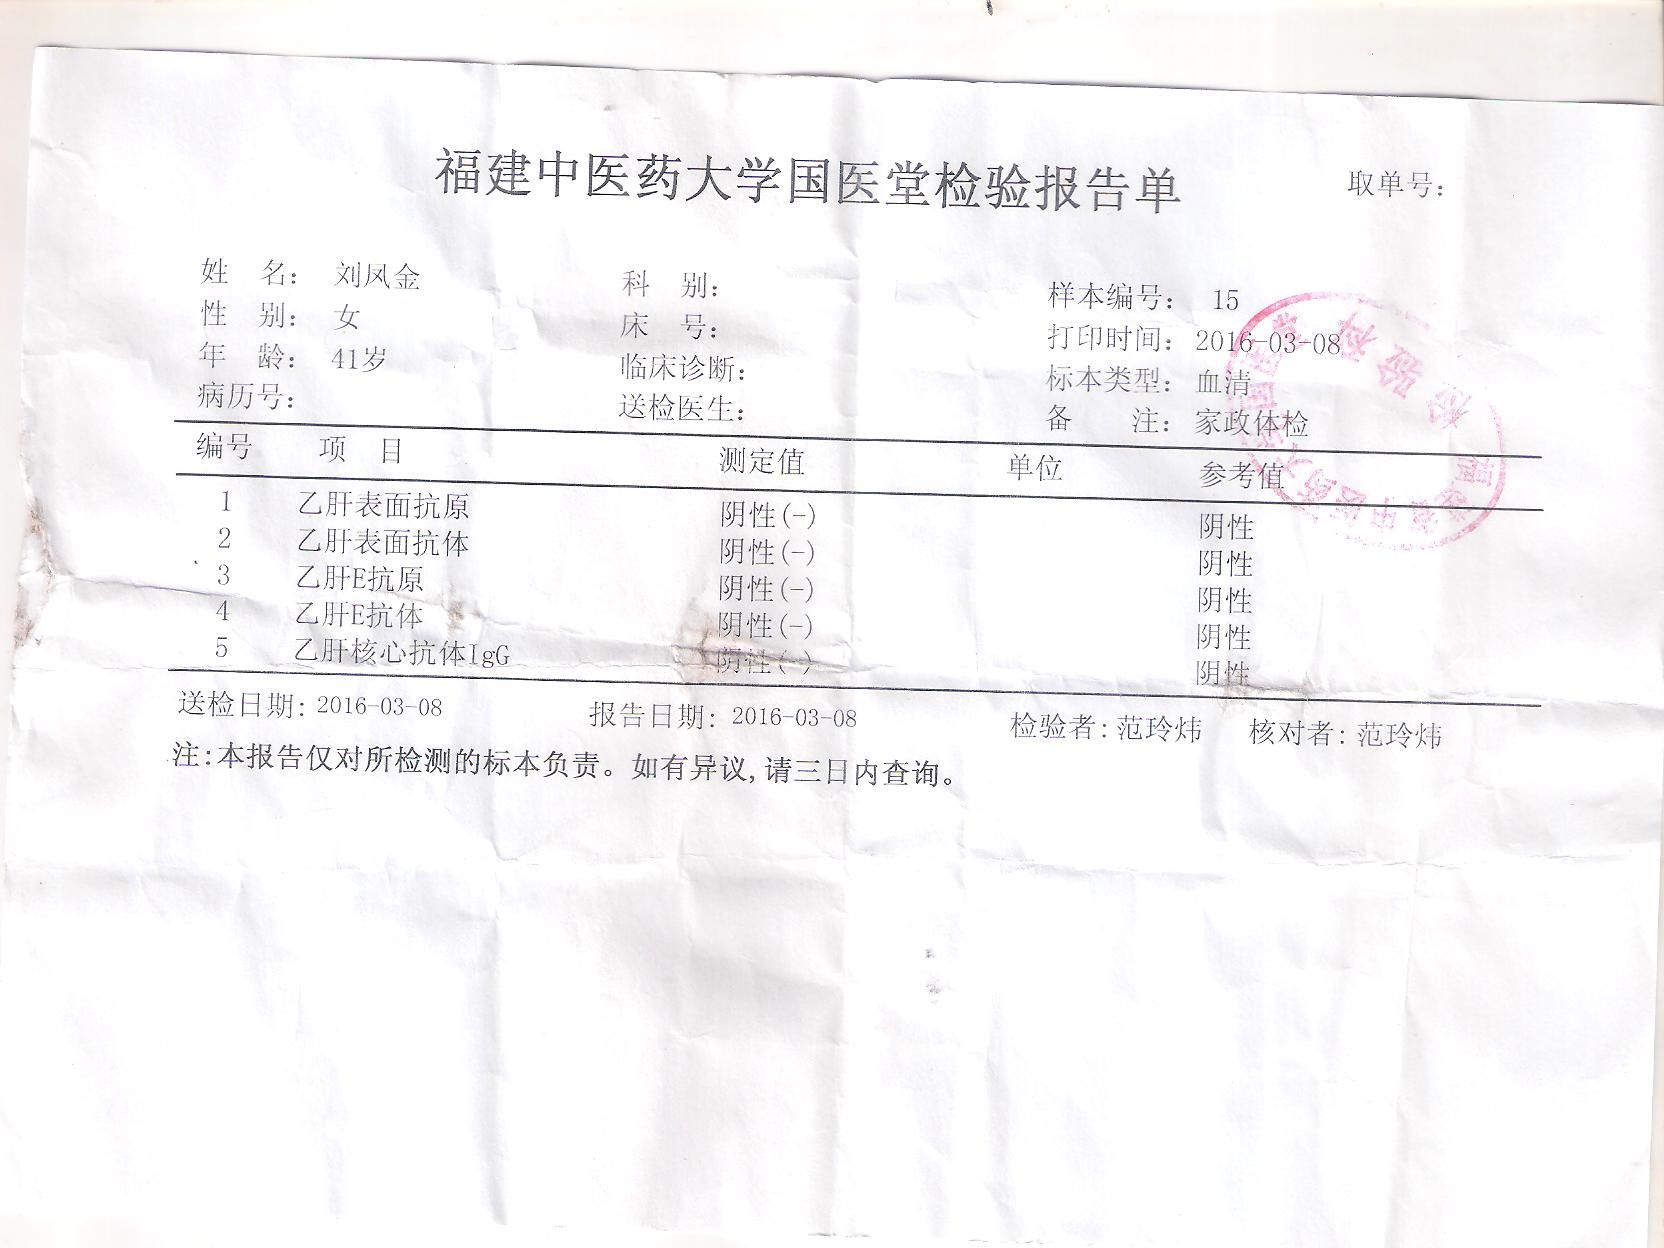 福建中医药大学国医堂检验报告单
取单号:
姓 名: 刘凤金 科 别: 样本编号: 15
性 别: 女 床 号: 打印时间: 2016-03-08
年 龄: 41岁 临床诊断: 标本类型: 血清
病历号: 送检医生: 备 注: 家政体检
编号 项 目 测定值 单位 参考值
1 乙肝表面抗原 阴性(-) 阴性
2 乙肝表面抗体 阴性(-) 阴性
3 乙肝E抗原 阴性(-) 阴性
4 乙肝E抗体 阴性(-) 阴性
5 乙肝核心抗体IgG 阴性(-) 阴性
送检日期: 2016-03-08 报告日期: 2016-03-08 检验者: 范玲炜 核对者: 范玲炜
注:本报告仅对所检测的标本负责。如有异议,请三日内查询。
检验科